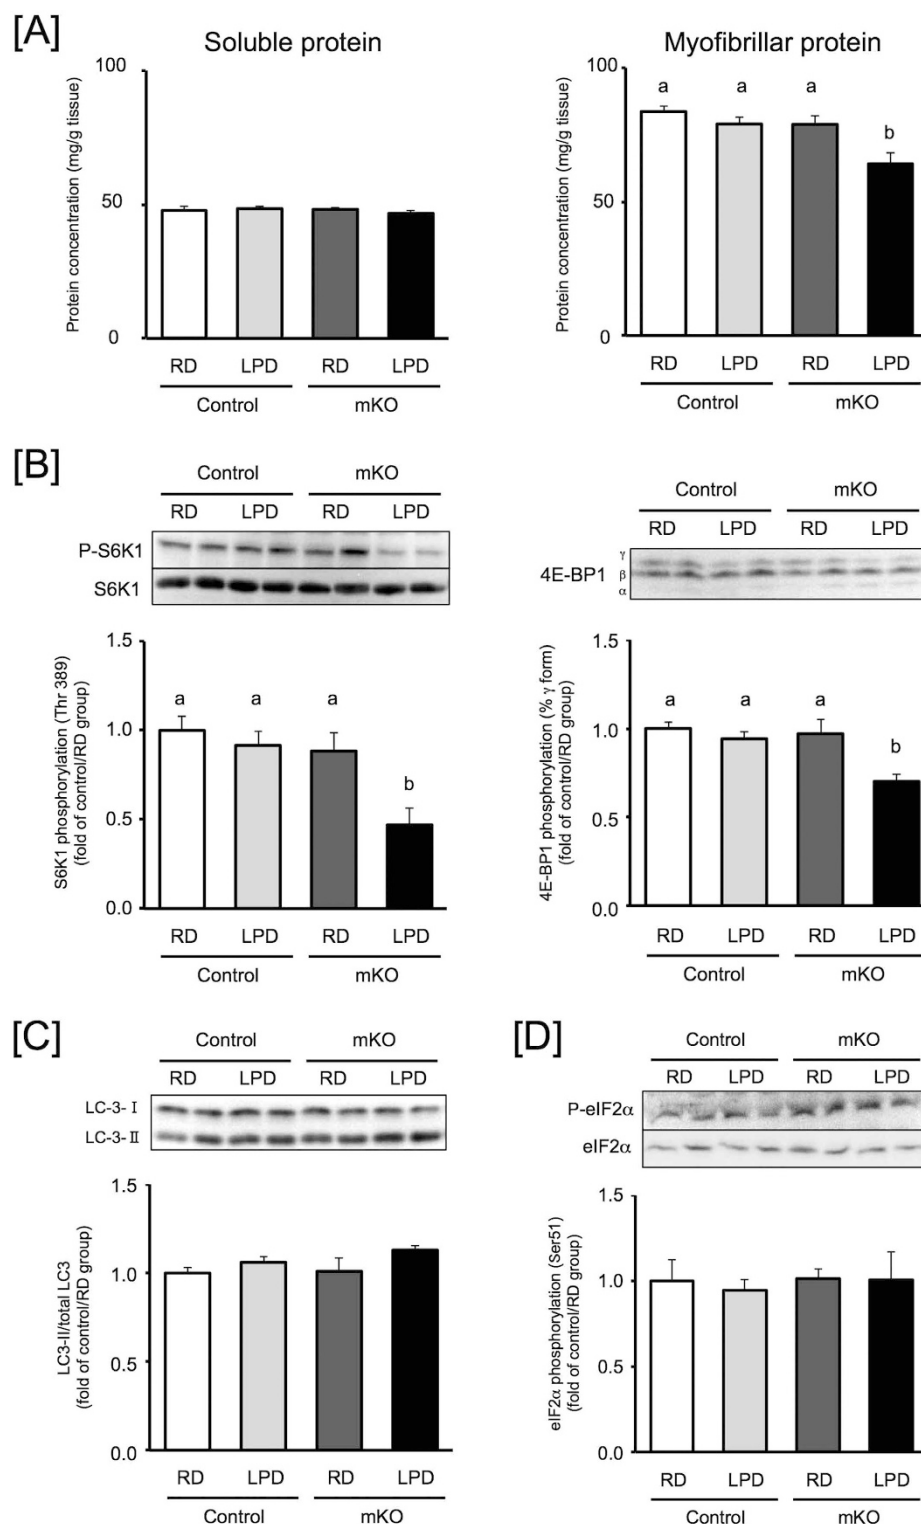 [A]
Soluble protein
Protein concentration (mg/g tissue)
100
50
0
RD LPD RD LPD
Control mKO
Myofibrillar protein
Protein concentration (mg/g tissue)
100
50
0
a a a b
RD LPD RD LPD
Control mKO
[B]
Control mKO
RD LPD RD LPD
P-S6K1
S6K1
S6K1 phosphorylation (Thr 389)
(fold of control/RD group)
1.5
1.0
0.5
0.0
a a a b
RD LPD RD LPD
Control mKO
Control mKO
RD LPD RD LPD
4E-BP1
γ
β
α
4E-BP1 phosphorylation (% γ form)
(fold of control/RD group)
1.5
1.0
0.5
0.0
a a a b
RD LPD RD LPD
Control mKO
[C]
Control mKO
RD LPD RD LPD
LC-3-Ⅰ
LC-3-Ⅱ
LC3-II/total LC3
(fold of control/RD group)
1.5
1.0
0.5
0.0
RD LPD RD LPD
Control mKO
[D]
Control mKO
RD LPD RD LPD
P-eIF2α
eIF2α
eIF2α phosphorylation (Ser51)
(fold of control/RD group)
1.5
1.0
0.5
0.0
RD LPD RD LPD
Control mKO